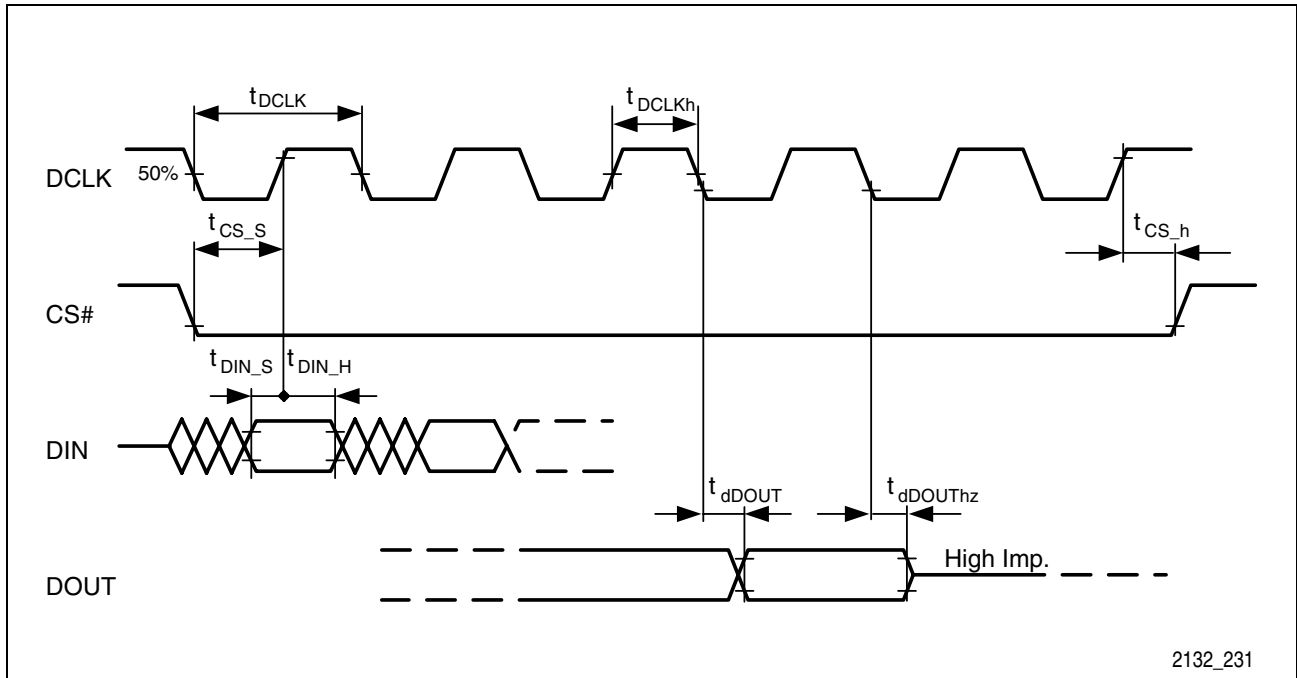 tDCLK
tDCLKh
DCLK
50%
tCS_S
tCS_h
CS#
tDIN_S
tDIN_H
DIN
tdDOUT
tdDOUThz
High Imp.
DOUT
2132_231